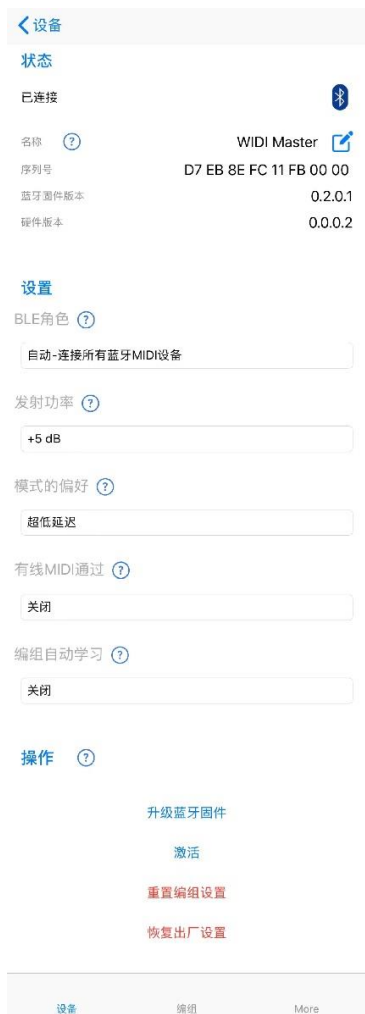 设备
状态
已连接
名称 ? WIDI Master
序列号 D7 EB 8E FC 11 FB 00 00
蓝牙固件版本 0.2.0.1
硬件版本 0.0.0.2
设置
BLE角色 ?
自动-连接所有蓝牙MIDI设备
发射功率 ?
+5 dB
模式的偏好 ?
超低延迟
有线MIDI通过 ?
关闭
编组自动学习 ?
关闭
操作 ?
升级蓝牙固件
激活
重置编组设置
恢复出厂设置
设备 编组 More